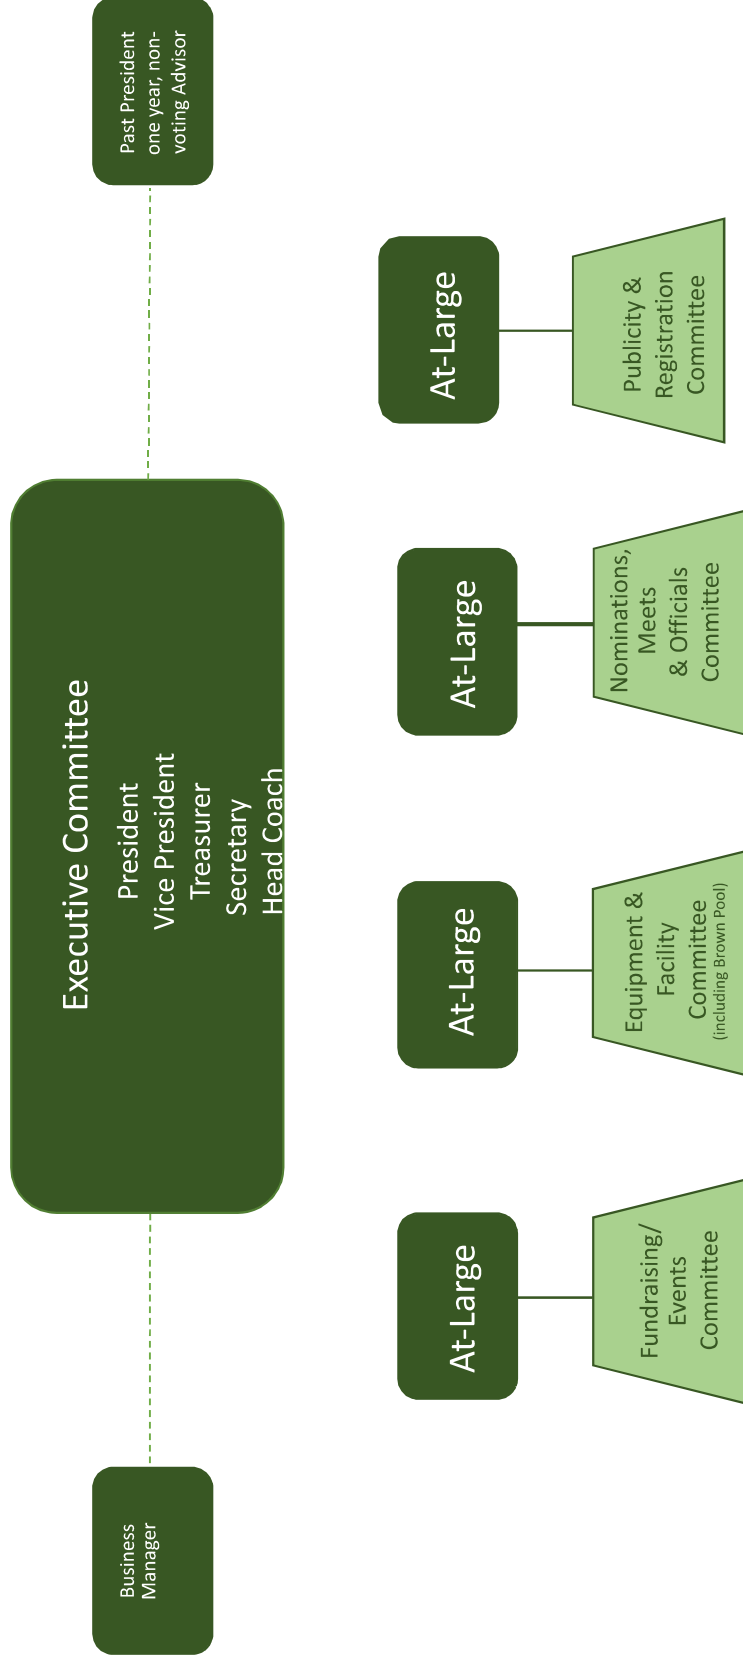 Executive Committee
President
Vice President
Treasurer
Secretary
Head Coach
Business
Manager
Past President
one year, non-
voting Advisor
At-Large
At-Large
At-Large
At-Large
Fundraising/
Events
Committee
Equipment &
Facility
Committee
(including Brown Pool)
Nominations,
Meets
& Officials
Committee
Publicity &
Registration
Committee